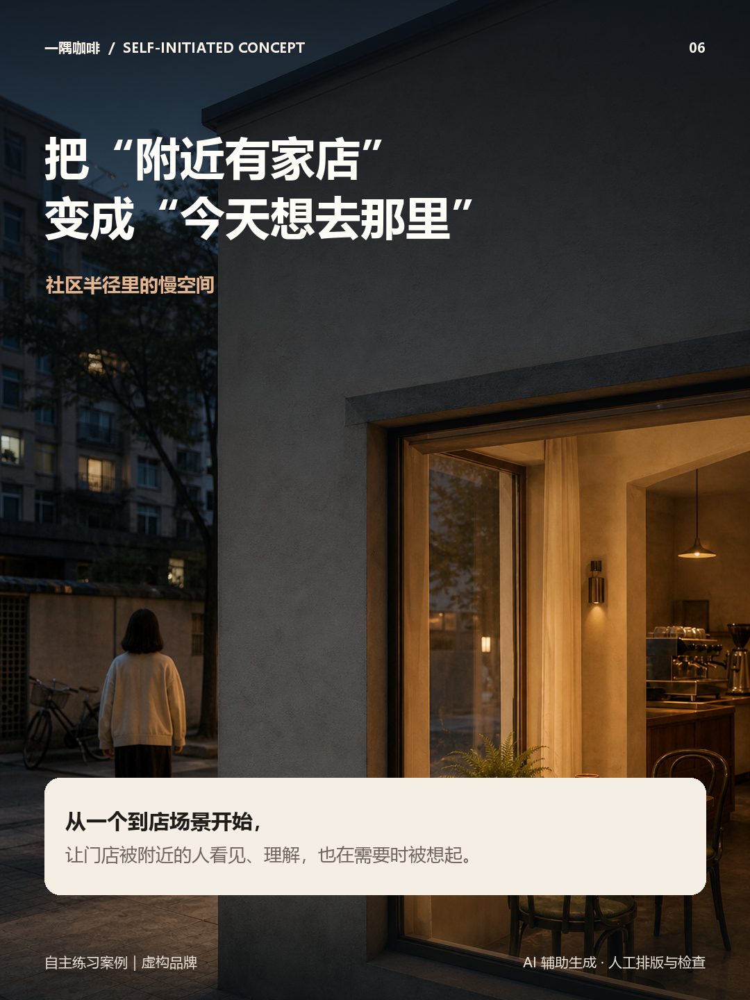 一隅咖啡 / SELF-INITIATED CONCEPT
06
把“附近有家店”
变成“今天想去那里”
社区半径里的慢空间
从一个到店场景开始，
让门店被附近的人看见、理解，也在需要时被想起。
自主练习案例｜虚构品牌
AI 辅助生成 · 人工排版与检查